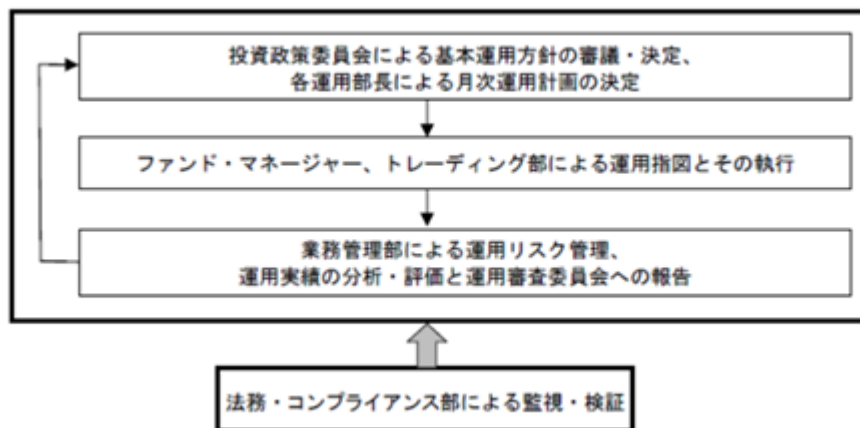 投資政策委員会による基本運用方針の審議・決定、
各運用部長による月次運用計画の決定
ファンド・マネージャー、トレーディング部による運用指図とその執行
業務管理部による運用リスク管理、
運用実績の分析・評価と運用審査委員会への報告
法務・コンプライアンス部による監視・検証